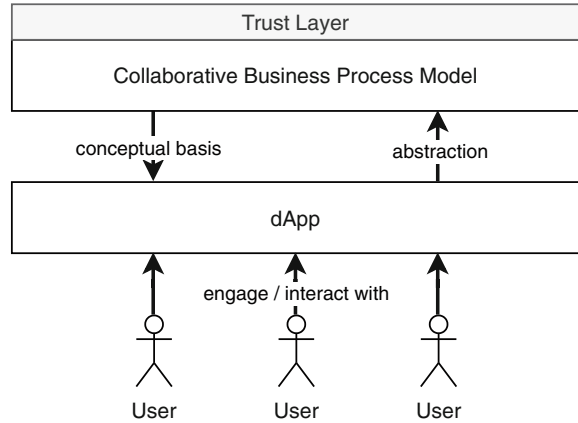 Trust Layer
Collaborative Business Process Model
conceptual basis
abstraction
dApp
engage / interact with
User
User
User